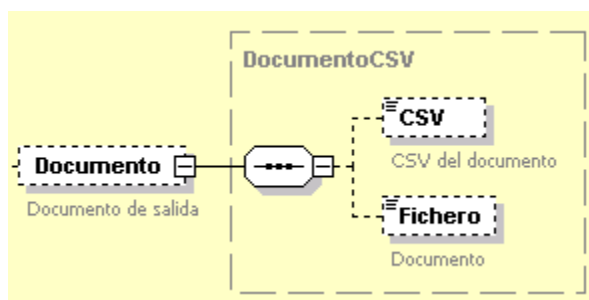 DocumentoCSV
CSV
CSV del documento
Documento
Documento de salida
Fichero
Documento